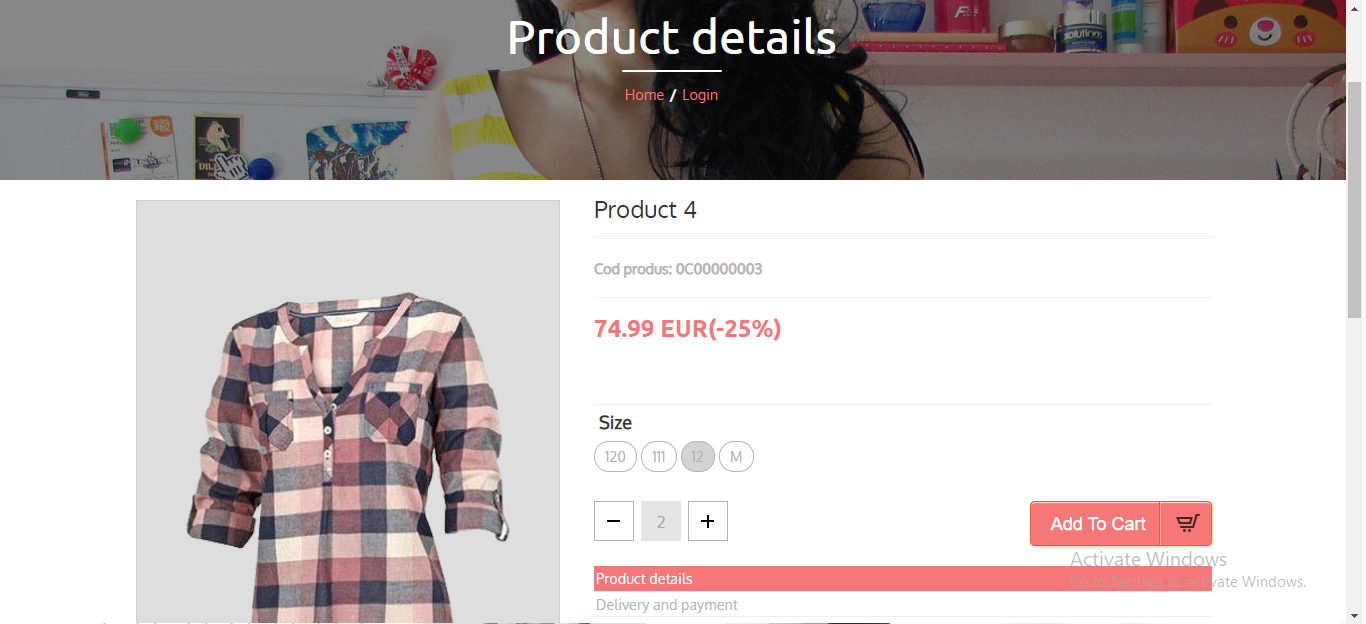 Product details
Home / Login
Solutions
Product 4
Cod produs: 0C00000003
74.99 EUR(-25%)
Size
120 111 12 M
2
Add To Cart
Activate Windows
Go to Settings to activate Windows.
Product details
Delivery and payment